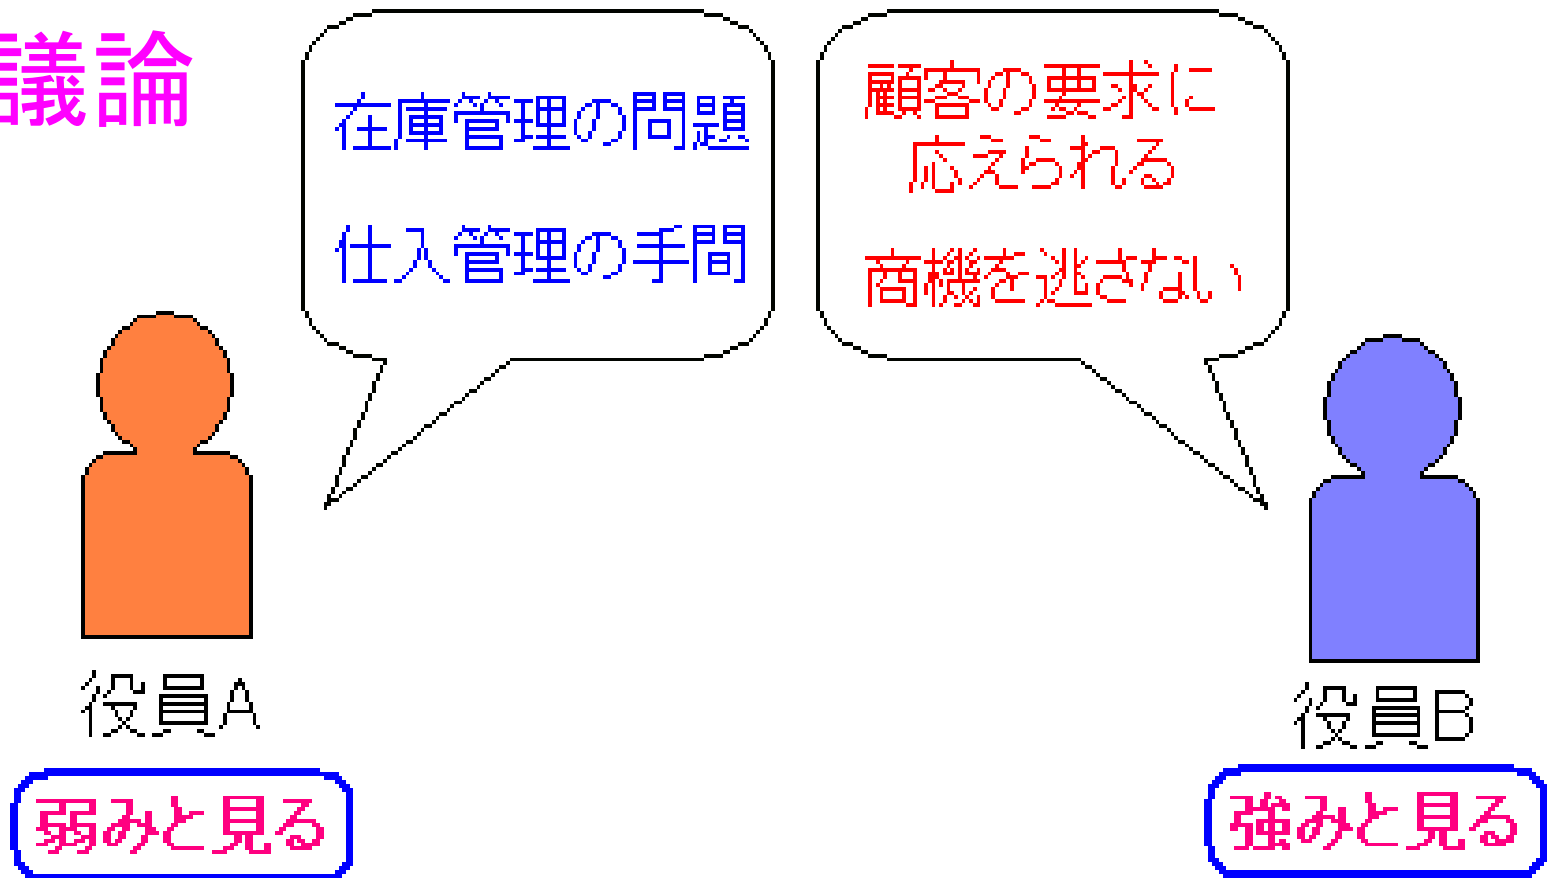 議論
在庫管理の問題
仕入管理の手間
顧客の要求に
応えられる
商機を逃さない
役員A
弱みと見る
役員B
強みと見る